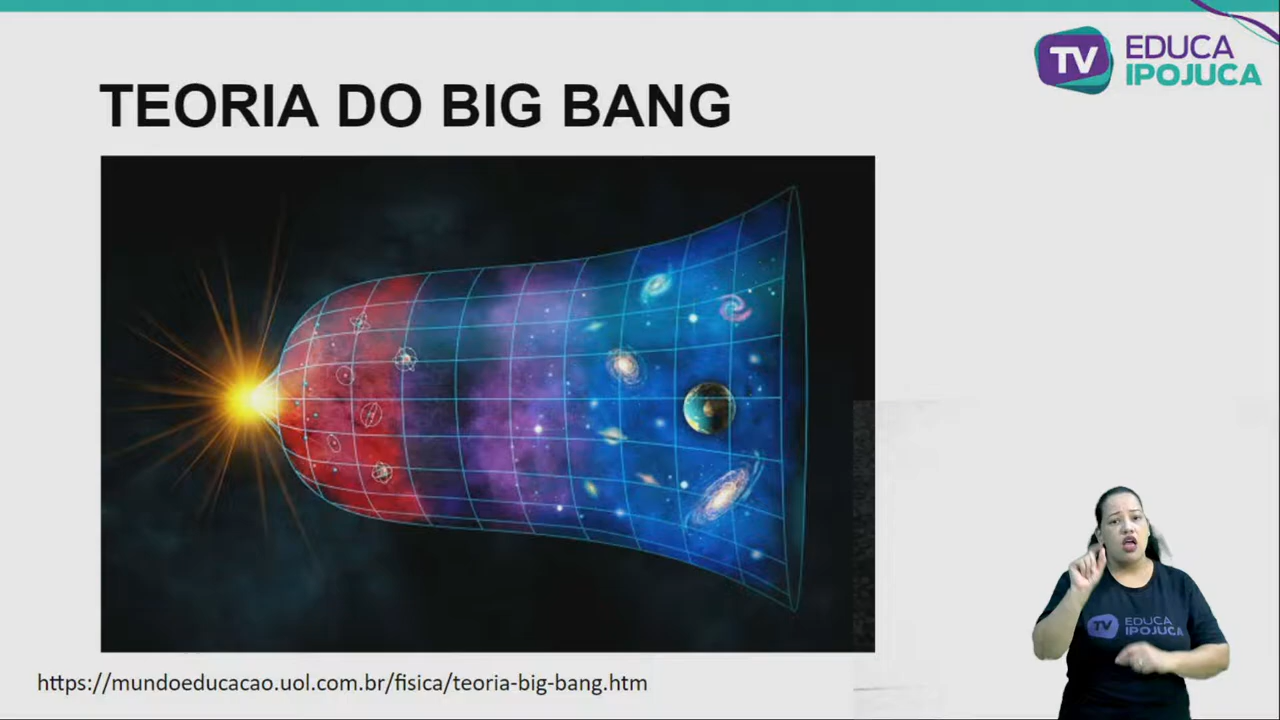 TV EDUCA
IPOJUCA
TEORIA DO BIG BANG
TV EDUCA
IPOJUCA
https://mundoeducacao.uol.com.br/fisica/teoria-big-bang.htm